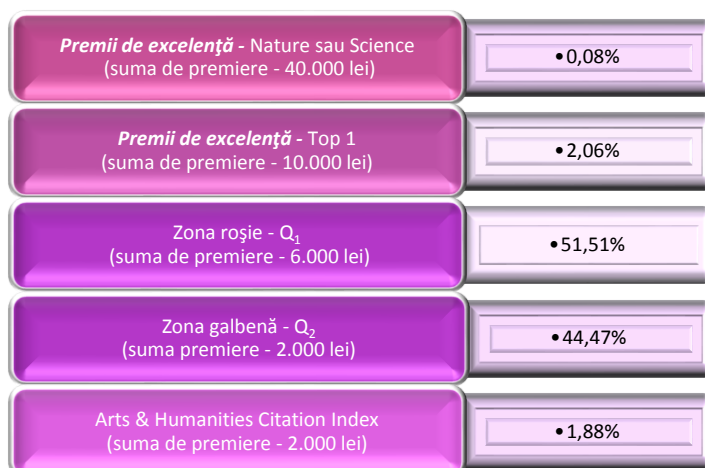 Premii de excelenţă - Nature sau Science
(suma de premiere - 40.000 lei)
•0,08%
Premii de excelenţă - Top 1
(suma de premiere - 10.000 lei)
•2,06%
Zona roşie - Q1
(suma de premiere - 6.000 lei)
•51,51%
Zona galbenă - Q2
(suma premiere - 2.000 lei)
•44,47%
Arts & Humanities Citation Index
(suma de premiere - 2.000 lei)
•1,88%